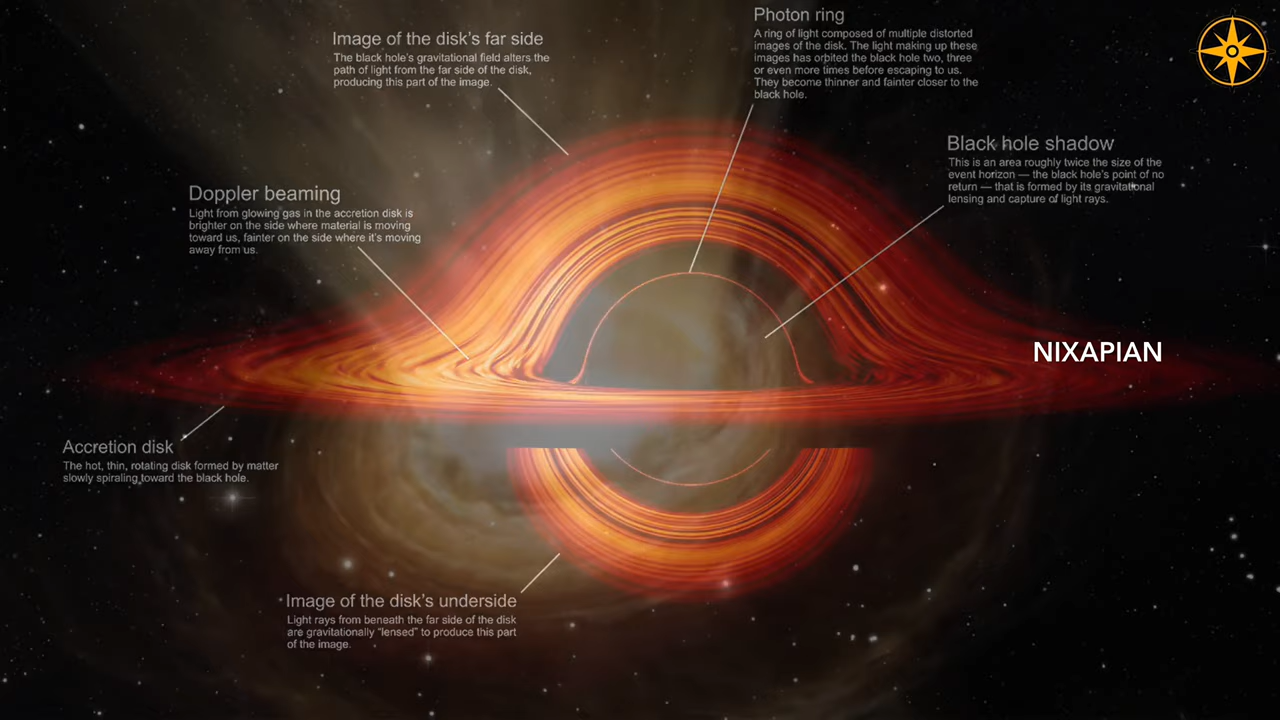 Photon ring
A ring of light composed of multiple distorted
images of the disk. The light making up these
images has orbited the black hole two, three
or even more times before escaping to us.
They become thinner and fainter closer to the
black hole.
Image of the disk's far side
The black hole's gravitational field alters the
path of light from the far side of the disk,
producing this part of the image.
Black hole shadow
This is an area roughly twice the size of the
event horizon — the black hole's point of no
return — that is formed by its gravitational
lensing and capture of light rays.
Doppler beaming
Light from glowing gas in the accretion disk is
brighter on the side where material is moving
toward us, fainter on the side where it's moving
away from us.
NIXAPIAN
Accretion disk
The hot, thin, rotating disk formed by matter
slowly spiraling toward the black hole.
Image of the disk's underside
Light rays from beneath the far side of the disk
are gravitationally "lensed" to produce this part
of the image.